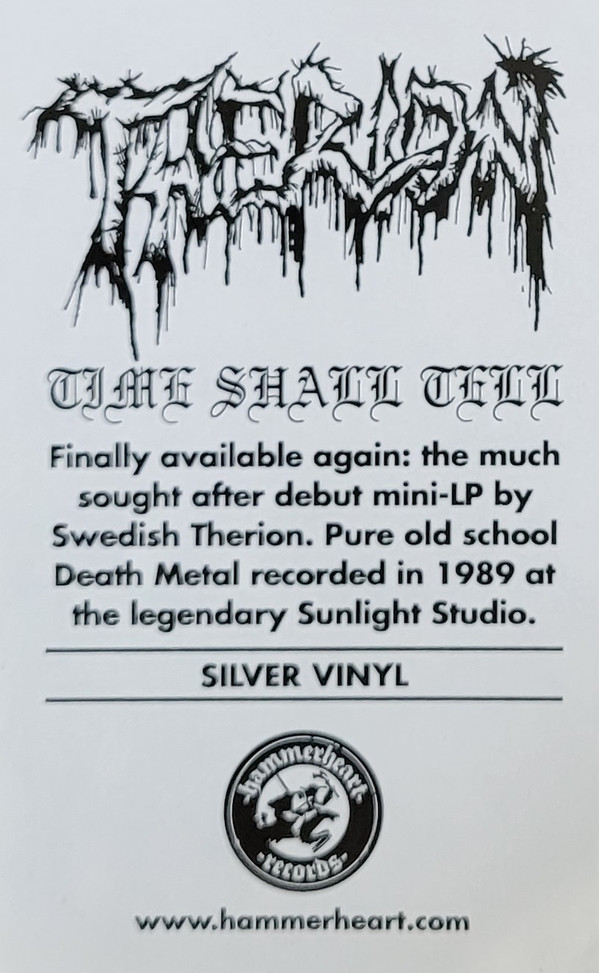 THERION
TIME SHALL TELL
Finally available again: the much
sought after debut mini-LP by
Swedish Therion. Pure old school
Death Metal recorded in 1989 at
the legendary Sunlight Studio.
SILVER VINYL
·hammerheart·
·records·
www.hammerheart.com